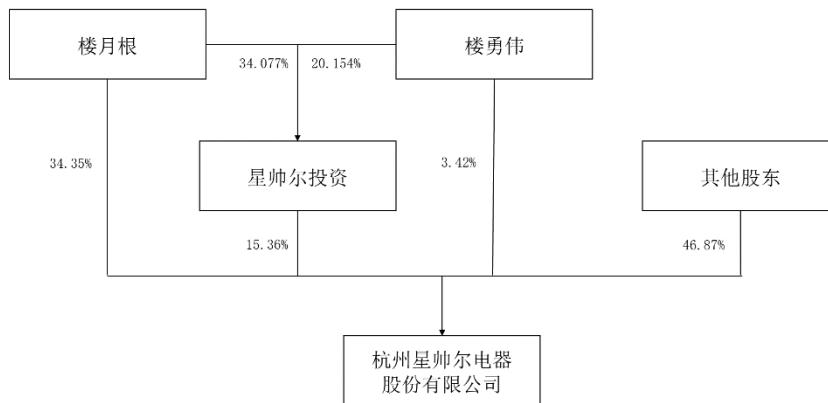 楼月根
楼勇伟
34.077%
20.154%
34.35%
星帅尔投资
3.42%
其他股东
15.36%
46.87%
杭州星帅尔电器
股份有限公司